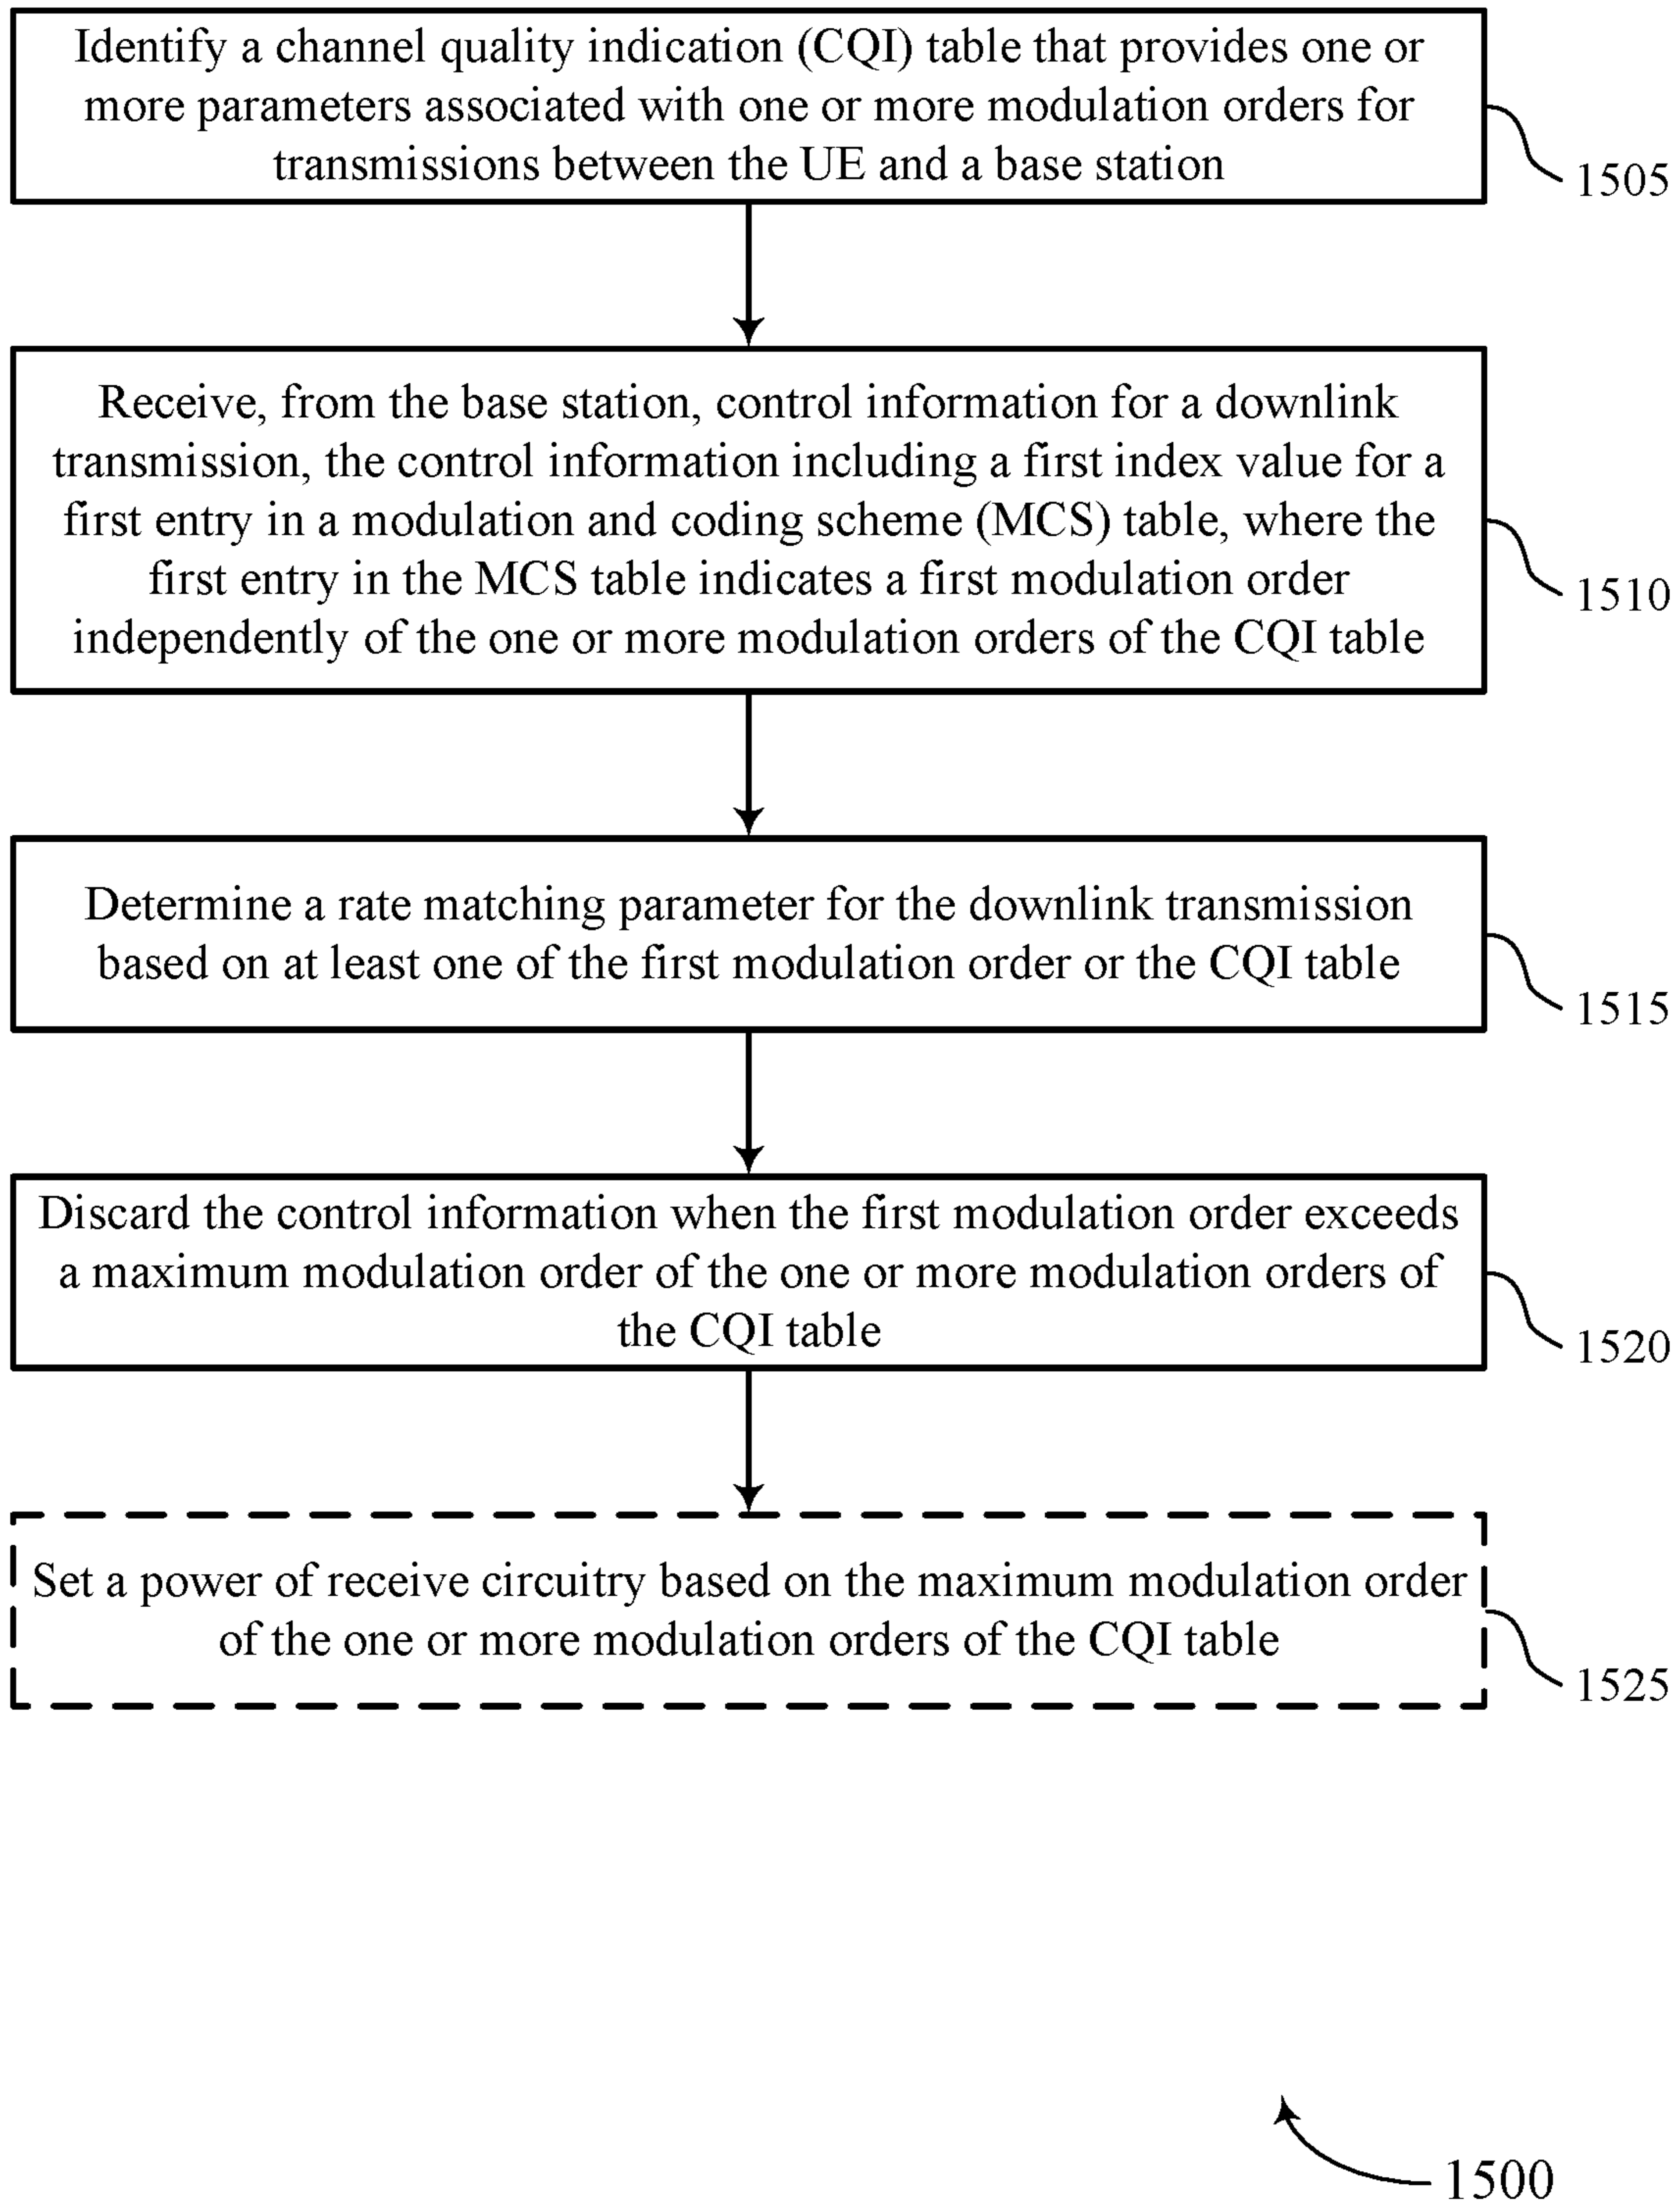 Identify a channel quality indication (CQI) table that provides one or
more parameters associated with one or more modulation orders for
transmissions between the UE and a base station
1505
Receive, from the base station, control information for a downlink
transmission, the control information including a first index value for a
first entry in a modulation and coding scheme (MCS) table, where the
first entry in the MCS table indicates a first modulation order
independently of the one or more modulation orders of the CQI table
1510
Determine a rate matching parameter for the downlink transmission
based on at least one of the first modulation order or the CQI table
1515
Discard the control information when the first modulation order exceeds
a maximum modulation order of the one or more modulation orders of
the CQI table
1520
Set a power of receive circuitry based on the maximum modulation order
of the one or more modulation orders of the CQI table
1525
1500